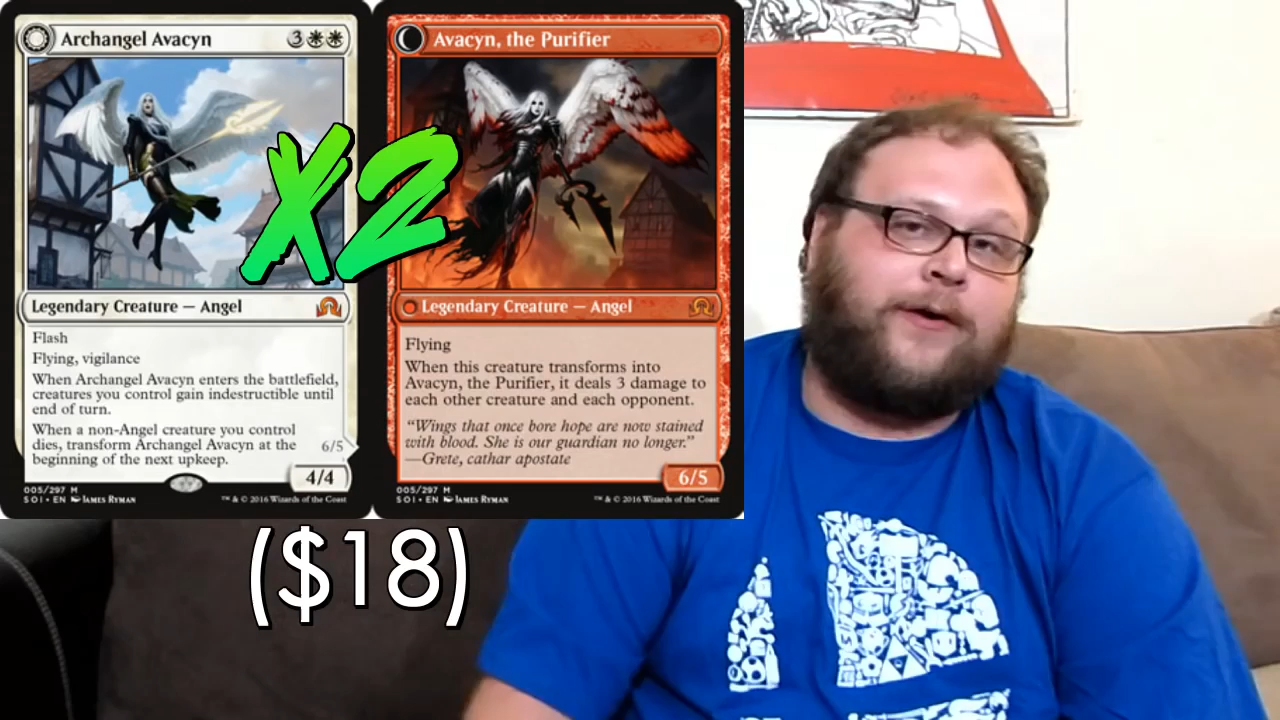 Archangel Avacyn
3
Legendary Creature — Angel
Flash
Flying, vigilance
When Archangel Avacyn enters the battlefield,
creatures you control gain indestructible until
end of turn.
When a non-Angel creature you control
dies, transform Archangel Avacyn at the
beginning of the next upkeep.
6/5
4/4
005/297 M
SOI • EN James Ryman
™ & © 2016 Wizards of the Coast
X2
Avacyn, the Purifier
Legendary Creature — Angel
Flying
When this creature transforms into
Avacyn, the Purifier, it deals 3 damage to
each other creature and each opponent.
“Wings that once bore hope are now stained
with blood. She is our guardian no longer.”
—Grete, cathar apostate
6/5
005/297 M
SOI • EN James Ryman
™ & © 2016 Wizards of the Coast
($18)